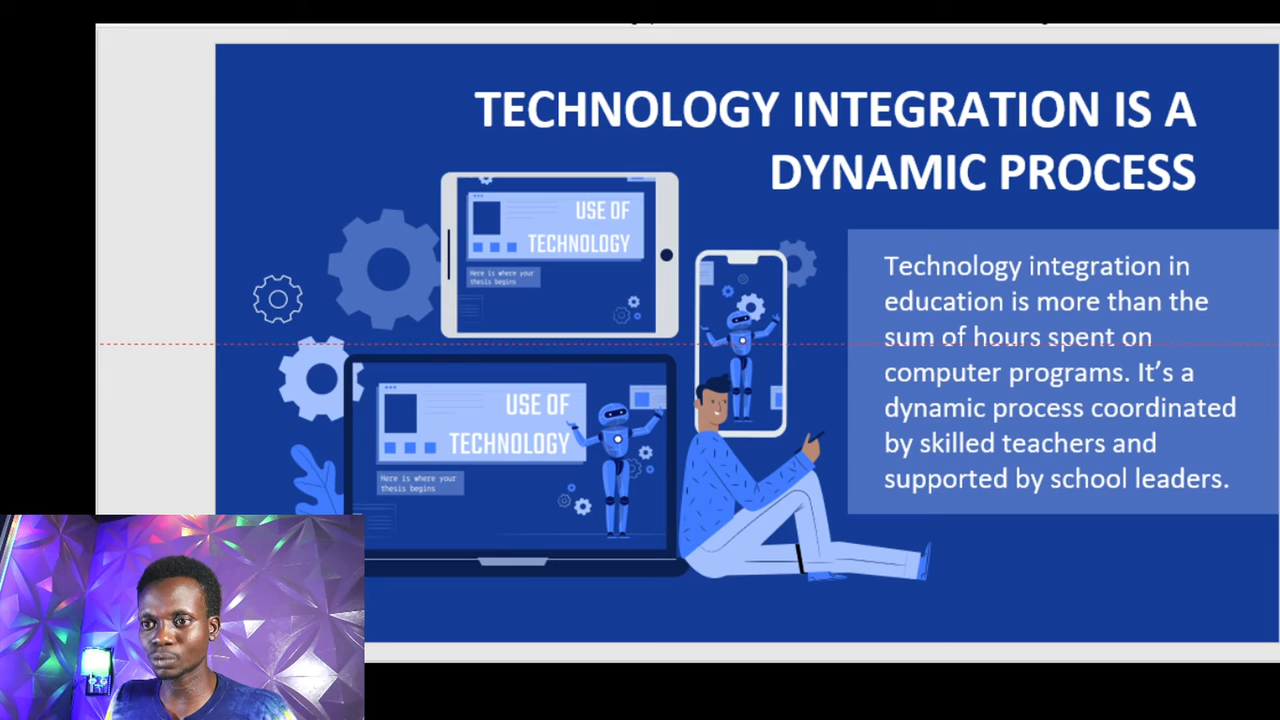 TECHNOLOGY INTEGRATION IS A
DYNAMIC PROCESS
USE OF
TECHNOLOGY
Here is where your
thesis begins
USE OF
TECHNOLOGY
Here is where your
thesis begins
Technology integration in
education is more than the
sum of hours spent on
computer programs. It’s a
dynamic process coordinated
by skilled teachers and
supported by school leaders.